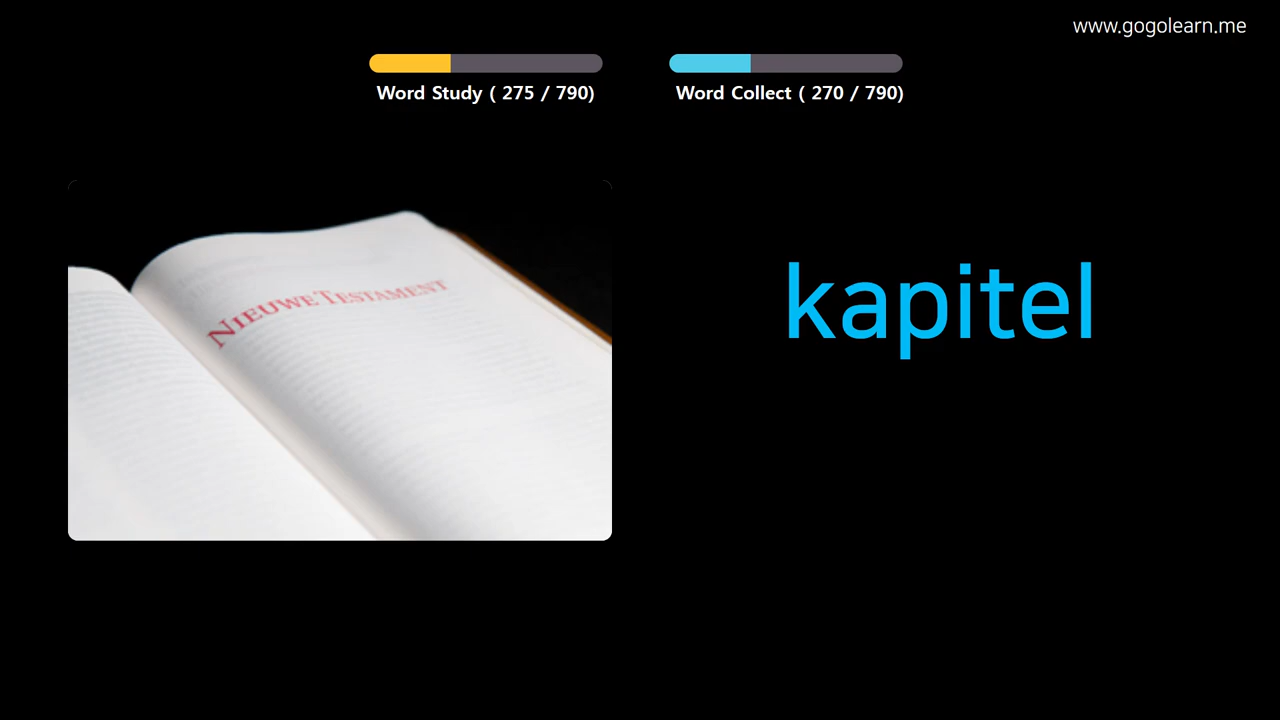 www.gogolearn.me
Word Study ( 275 / 790)
Word Collect ( 270 / 790)
NIEUWE TESTAMENT
kapitel